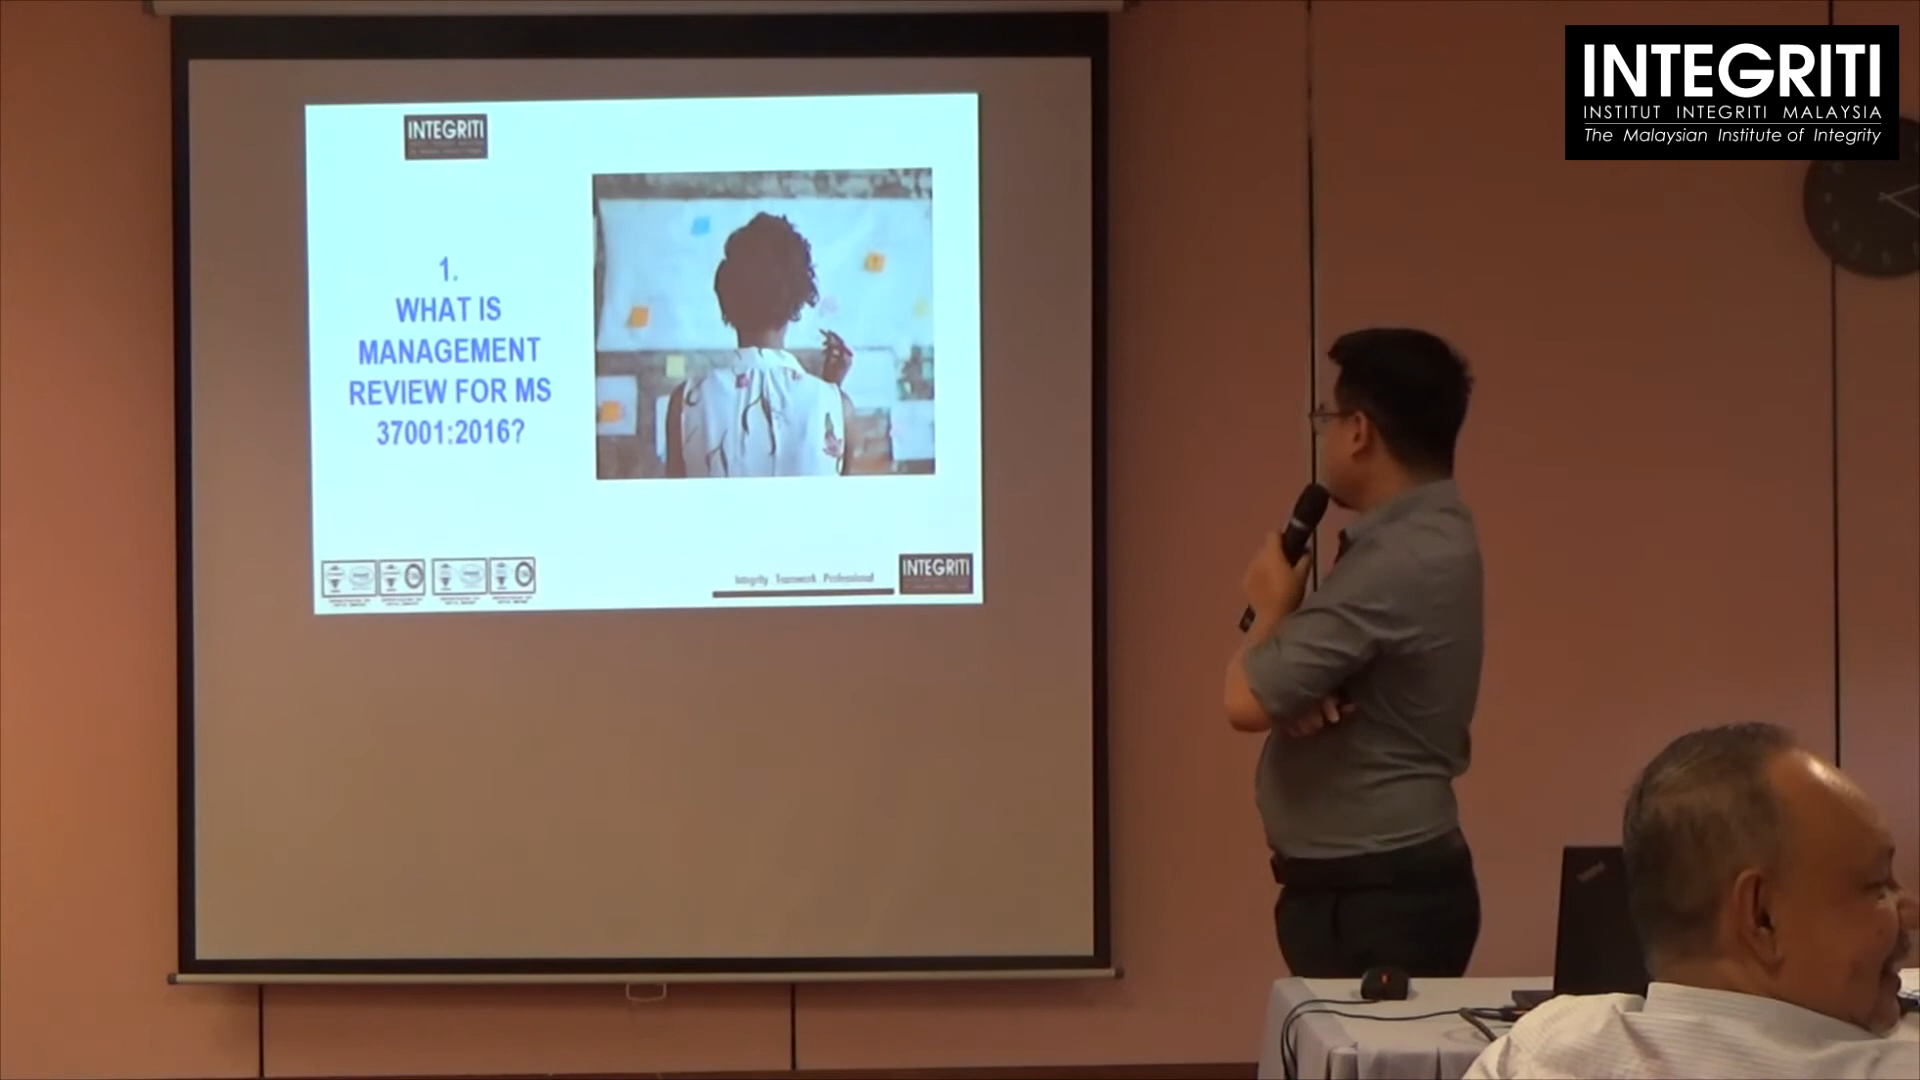 INTEGRITI
INSTITUT INTEGRITI MALAYSIA
The Malaysian Institute of Integrity
INTEGRITI
1.
WHAT IS
MANAGEMENT
REVIEW FOR MS
37001:2016?
Integrity Teamwork Professional
INTEGRITI